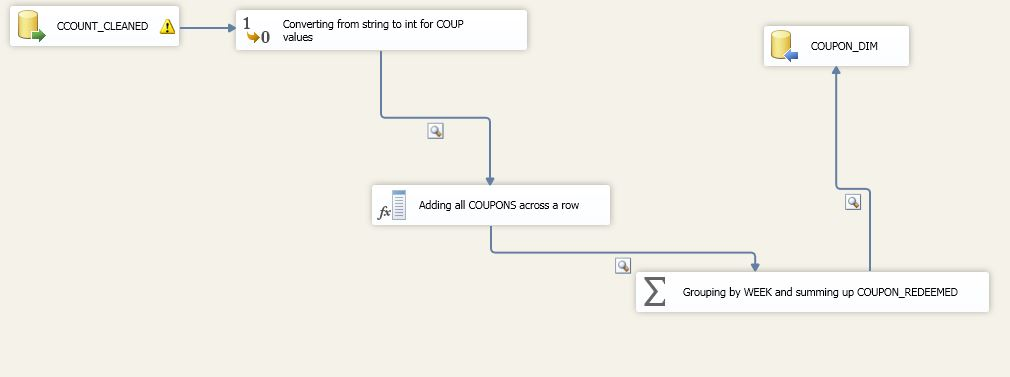 CCOUNT_CLEANED
1
0
Converting from string to int for COUP
values
COUPON_DIM
fx
Adding all COUPONS across a row
Σ
Grouping by WEEK and summing up COUPON_REDEEMED